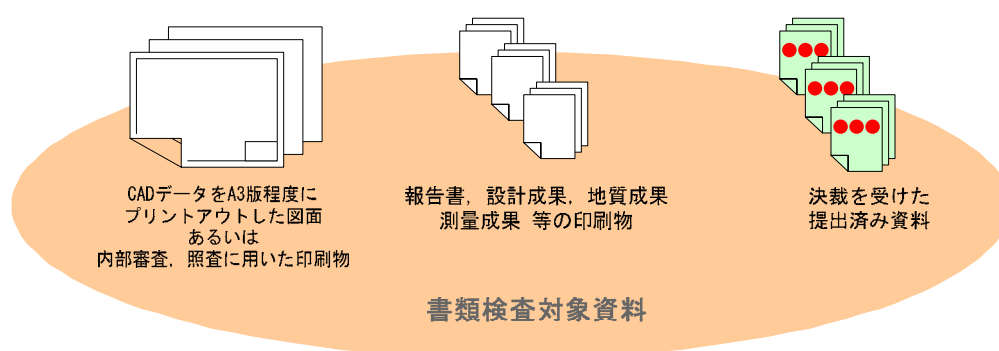 CADデータをA3版程度に
プリントアウトした図面
あるいは
内部審査，照査に用いた印刷物
報告書，設計成果，地質成果
測量成果 等の印刷物
決裁を受けた
提出済み資料
書類検査対象資料